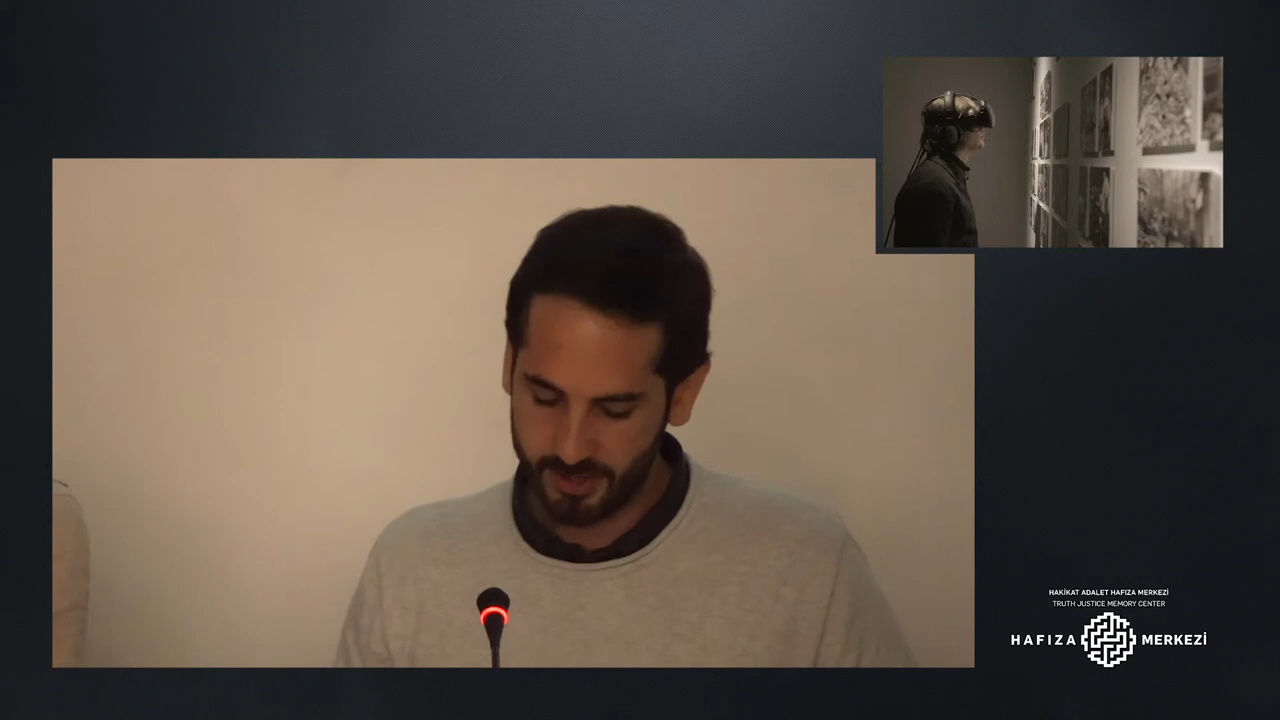 HAKİKAT ADALET HAFIZA MERKEZİ
TRUTH JUSTICE MEMORY CENTER
HAFIZA MERKEZİ